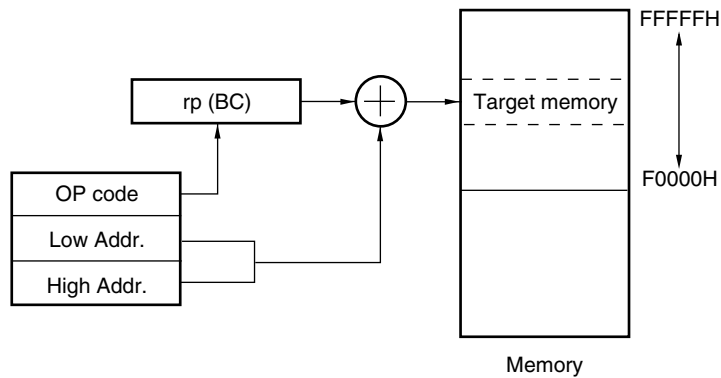 FFFFFH
rp (BC)
Target memory
OP code
F0000H
Low Addr.
High Addr.
Memory